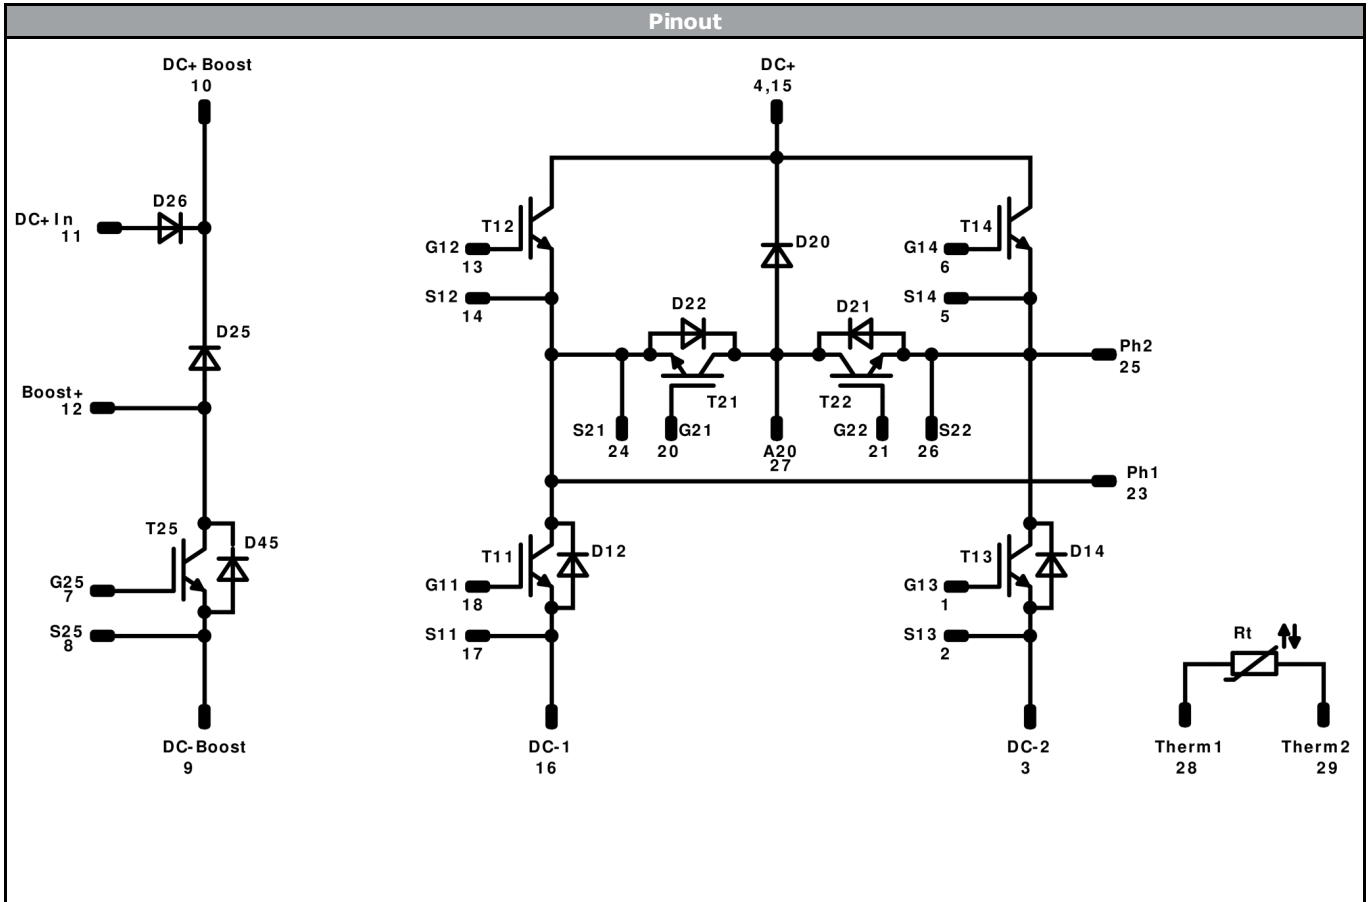 Pinout
DC+ Boost
10
DC+
4,15
D26
DC+ In
11
T12
G12
13
S12
14
D20
T14
G14
6
S14
5
D22
D21
D25
Ph2
25
Boost+
12
T21
T22
S21
24
G21
20
A20
27
G22
21
S22
26
Ph1
23
T25
D45
G25
7
S25
8
T11
D12
G11
18
S11
17
T13
D14
G13
1
S13
2
Rt
DC-Boost
9
DC-1
16
DC-2
3
Therm1
28
Therm2
29